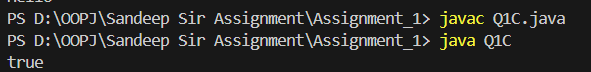 PS D:\OOPJ\Sandeep Sir Assignment\Assignment_1> javac Q1C.java
PS D:\OOPJ\Sandeep Sir Assignment\Assignment_1> java Q1C
true